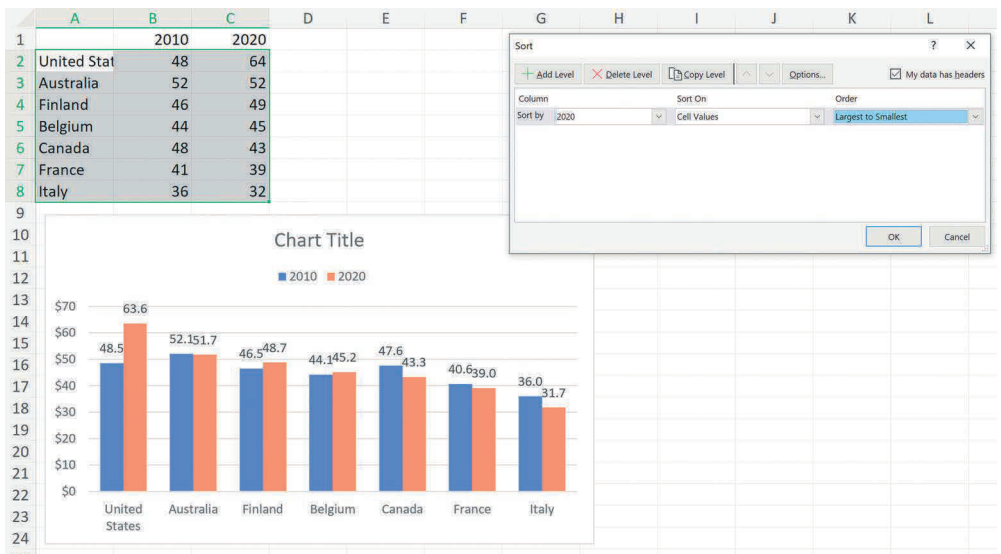 A B C D E F G H I J K L
1 2010 2020
2 United Stat 48 64
3 Australia 52 52
4 Finland 46 49
5 Belgium 44 45
6 Canada 48 43
7 France 41 39
8 Italy 36 32
9
10
11
12
13
14
15
16
17
18
19
20
21
22
23
24
Sort ? X
Add Level Delete Level Copy Level Options... My data has headers
Column Sort On Order
Sort by 2020 Cell Values Largest to Smallest
OK Cancel
Chart Title
2010 2020
$70
$60
$50
$40
$30
$20
$10
$0
48.5 63.6
52.1 51.7
46.5 48.7
44.1 45.2
47.6 43.3
40.6 39.0
36.0 31.7
United Australia Finland Belgium Canada France Italy
States